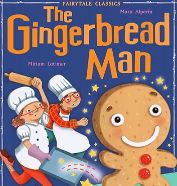 FAIRYTALE CLASSICS
The
Mara Alperin
Gingerbread
Miriam Latimer
Man